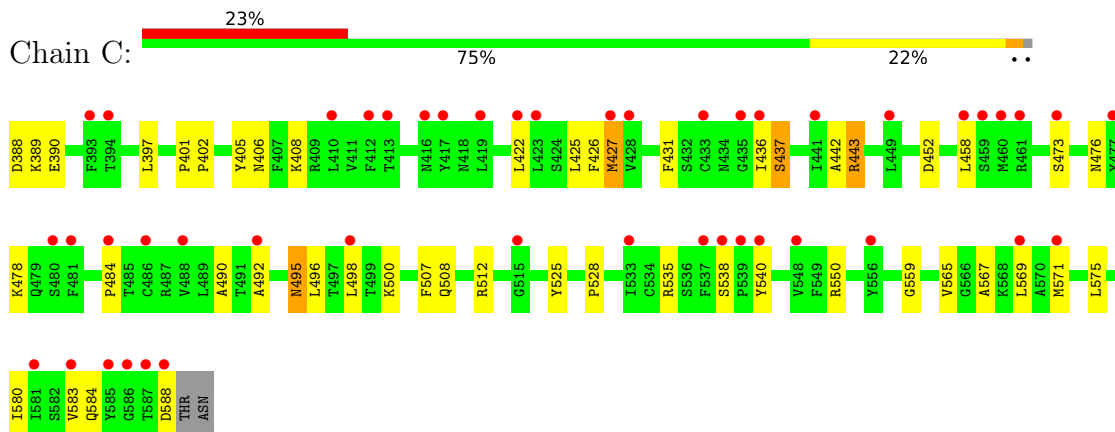 23%
Chain C:
75% 22% • •
D388 K389 E390 F393 T394 L397 P401 P402 Y405 N406 F407 K408 R409 L410 V411 F412 T413 N416 Y417 N418 L419 L422 L423 S424 L425 F426 M427 V428 F431 S432 C433 N434 G435 I436 S437 I441 A442 R443 L449 D452 L458 S459 M460 R461 S473 N476 Y477
K478 Q479 S480 F481 P484 T485 C486 R487 V488 L489 A490 T491 A492 N495 L496 T497 L498 T499 K500 F507 Q508 R512 G515 Y525 P528 I533 C534 R535 S536 F537 S538 P539 Y540 V548 F549 R550 Y556 G559 V565 G566 A567 K568 L569 A570 M571 L575
I580 I581 S582 V583 Q584 Y585 G586 T587 D588 THR ASN